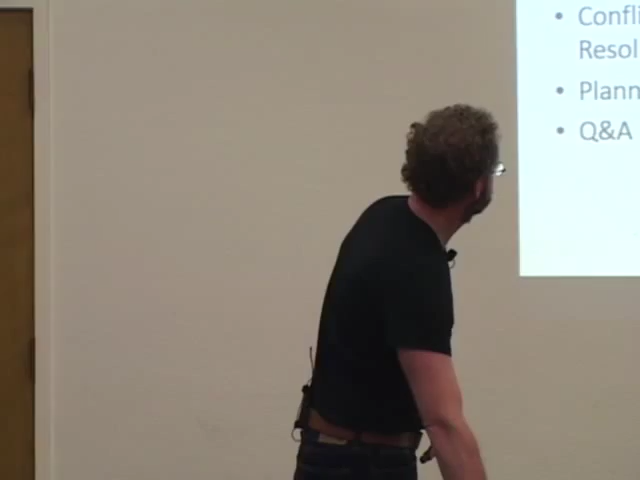 • Confli
Resol
• Plann
• Q&A